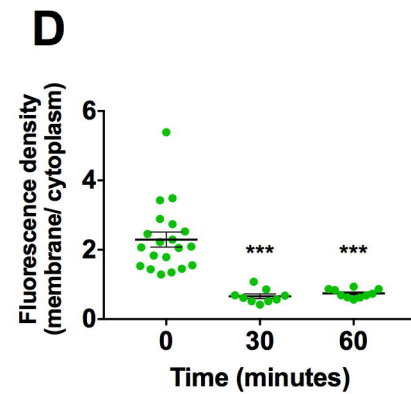 D
Fluorescence density
(membrane/ cytoplasm)
6
4
2
0
*** ***
0 30 60
Time (minutes)